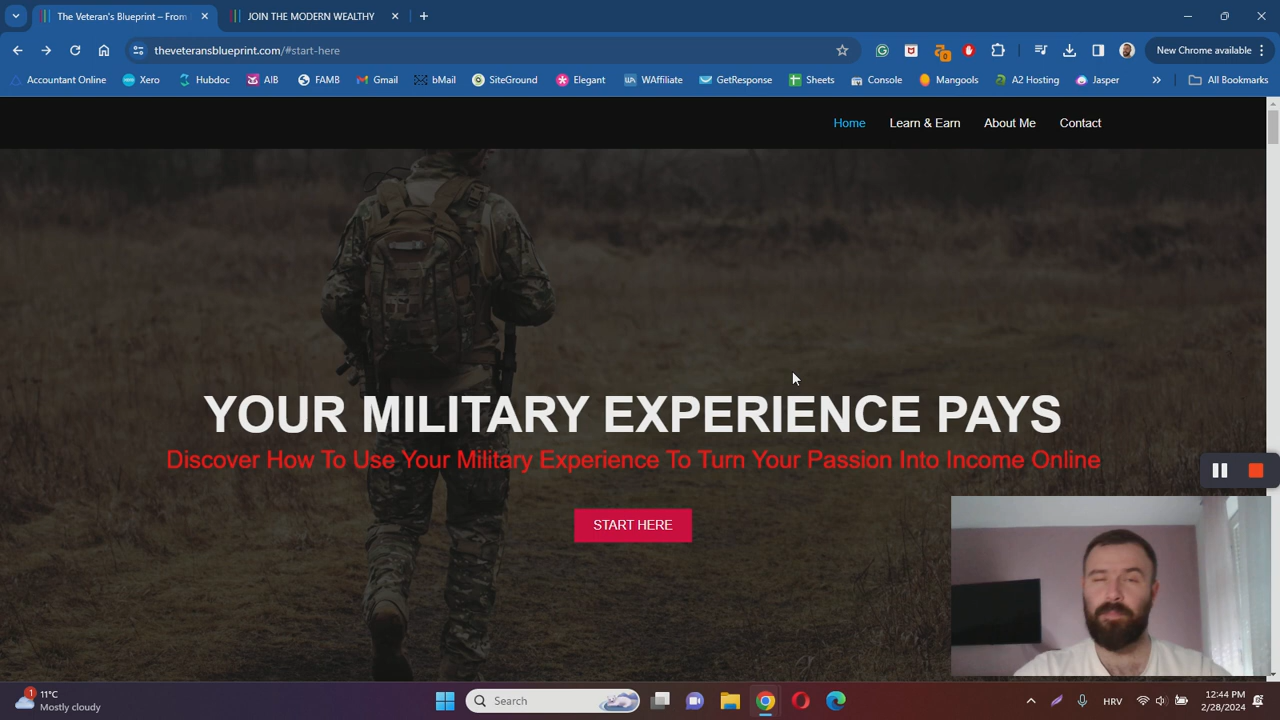 The Veteran's Blueprint – From
JOIN THE MODERN WEALTHY
theveteransblueprint.com/#start-here
0
New Chrome available
Accountant Online
Xero
Hubdoc
AIB
FAMB
Gmail
bMail
SiteGround
Elegant
WAffiliate
GetResponse
Sheets
Console
Mangools
A2 Hosting
Jasper
All Bookmarks
Home
Learn & Earn
About Me
Contact
YOUR MILITARY EXPERIENCE PAYS
Discover How To Use Your Military Experience To Turn Your Passion Into Income Online
START HERE
1
11°C
Mostly cloudy
Search
HRV
12:44 PM
2/28/2024